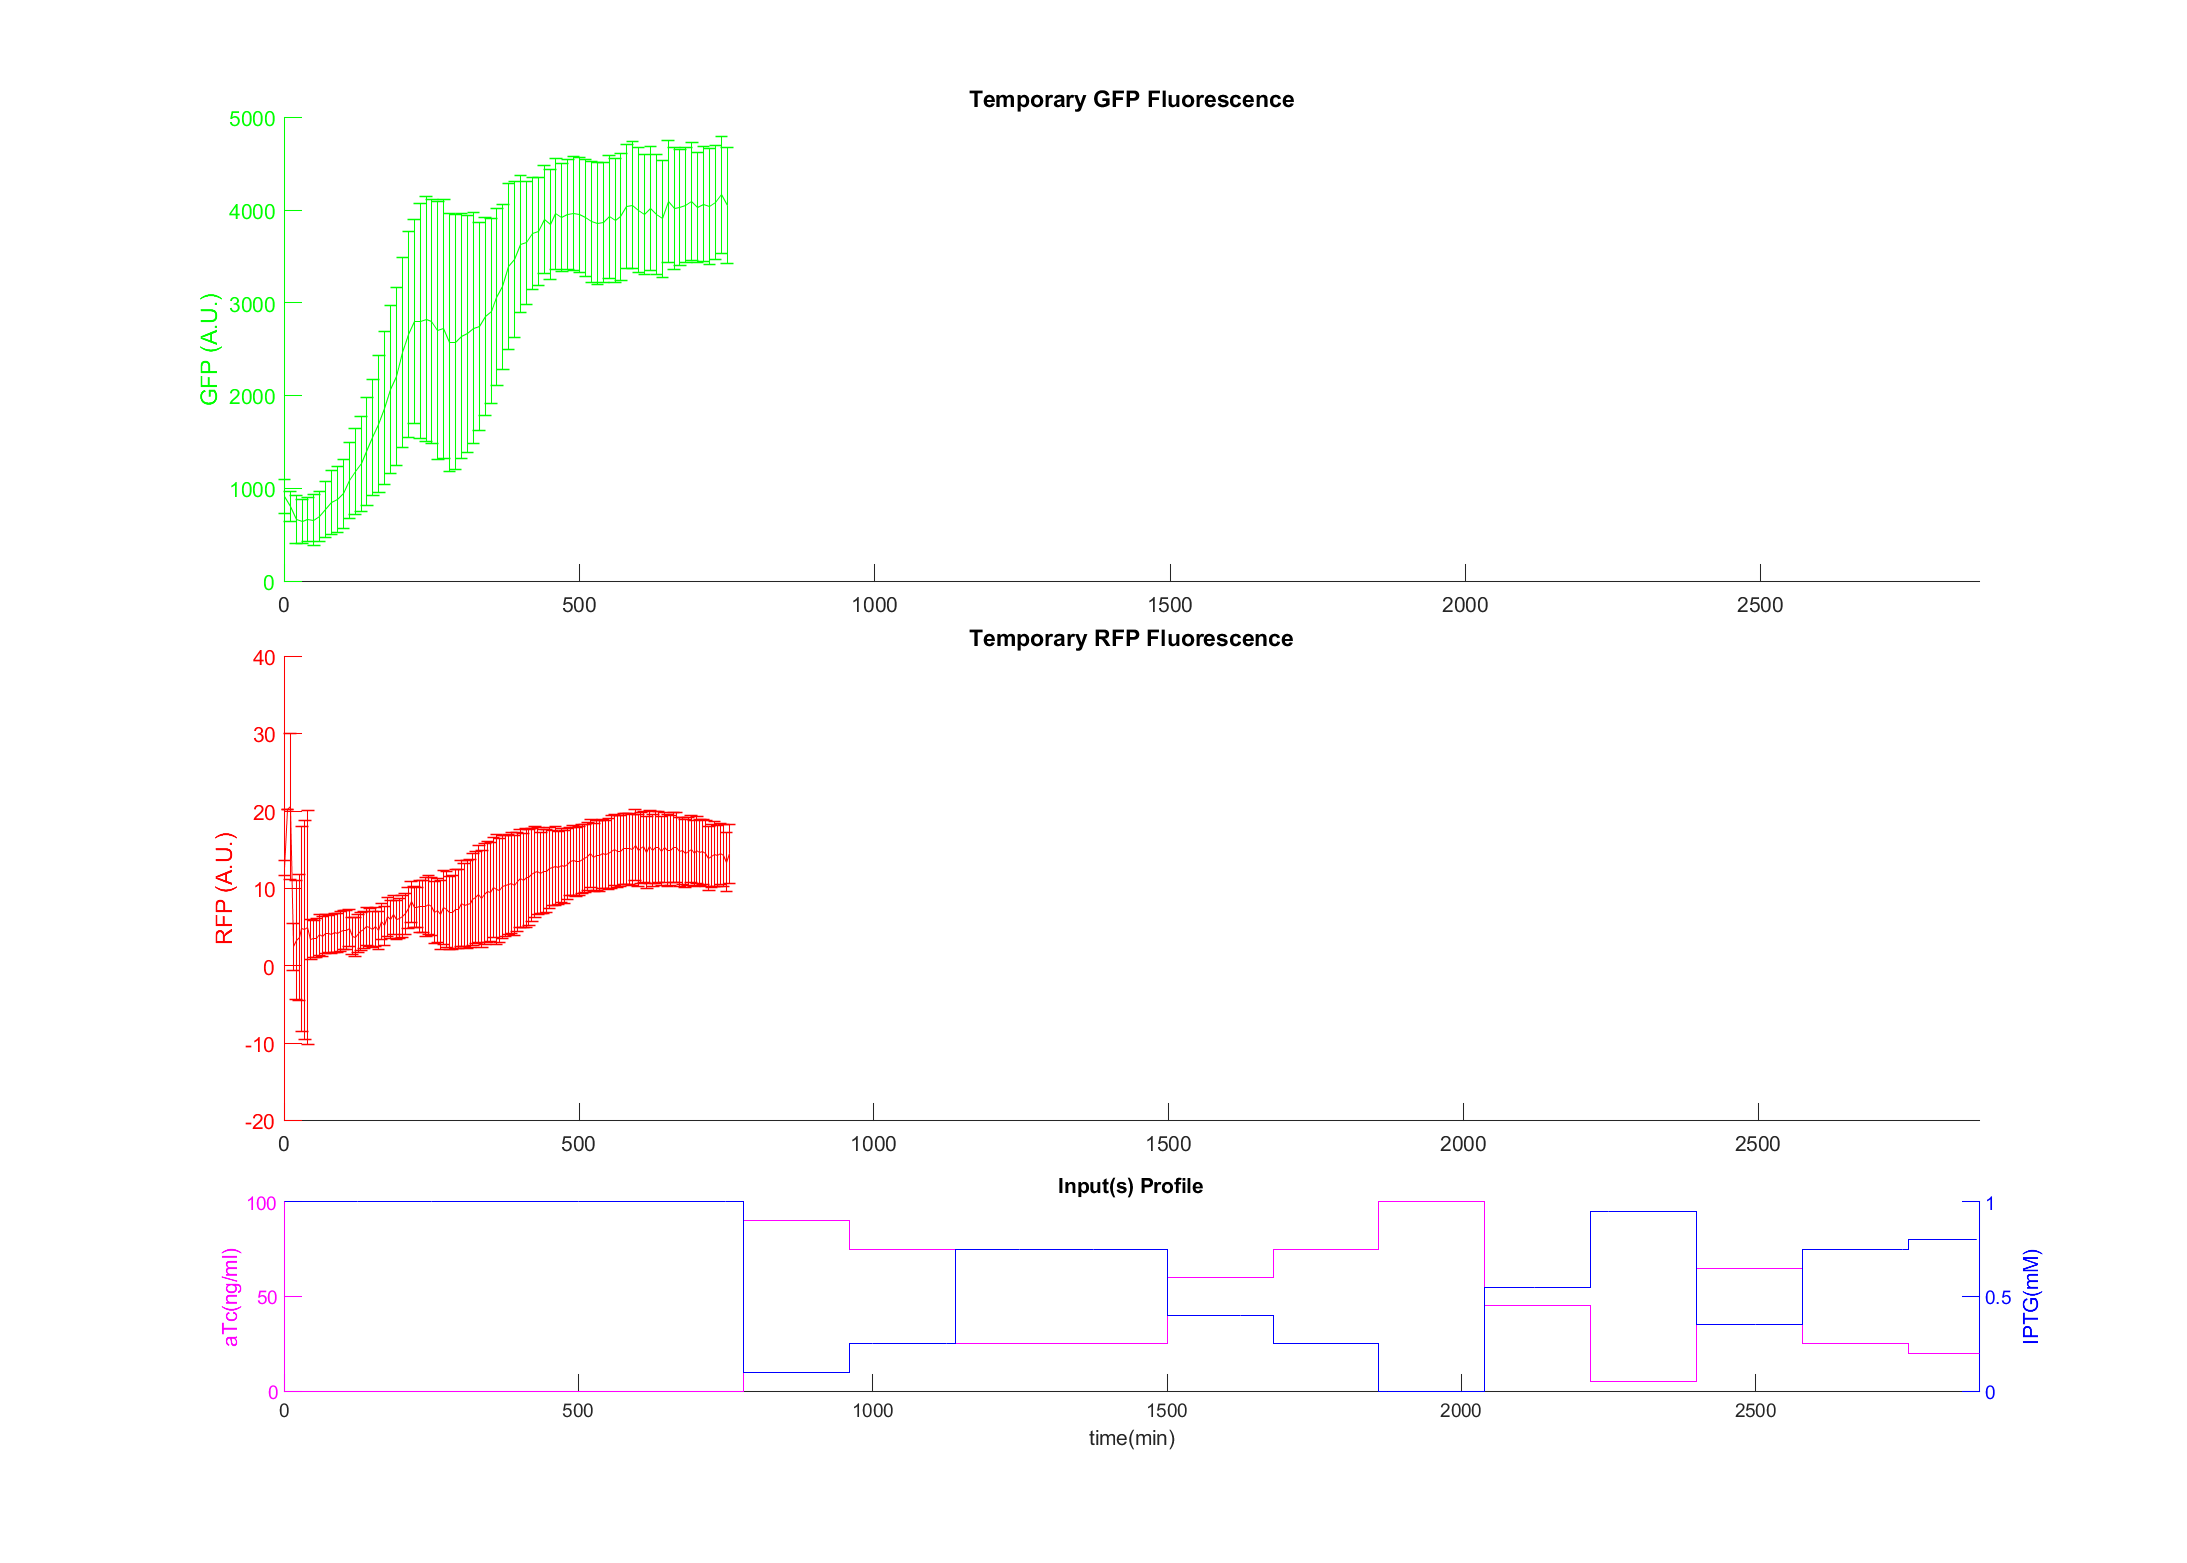 Temporary GFP Fluorescence
GFP (A.U.)
5000
4000
3000
2000
1000
0
0 500 1000 1500 2000 2500
Temporary RFP Fluorescence
RFP (A.U.)
40
30
20
10
0
-10
-20
0 500 1000 1500 2000 2500
Input(s) Profile
aTc(ng/ml)
100
50
0
1
0.5
0
IPTG(mM)
0 500 1000 1500 2000 2500
time(min)